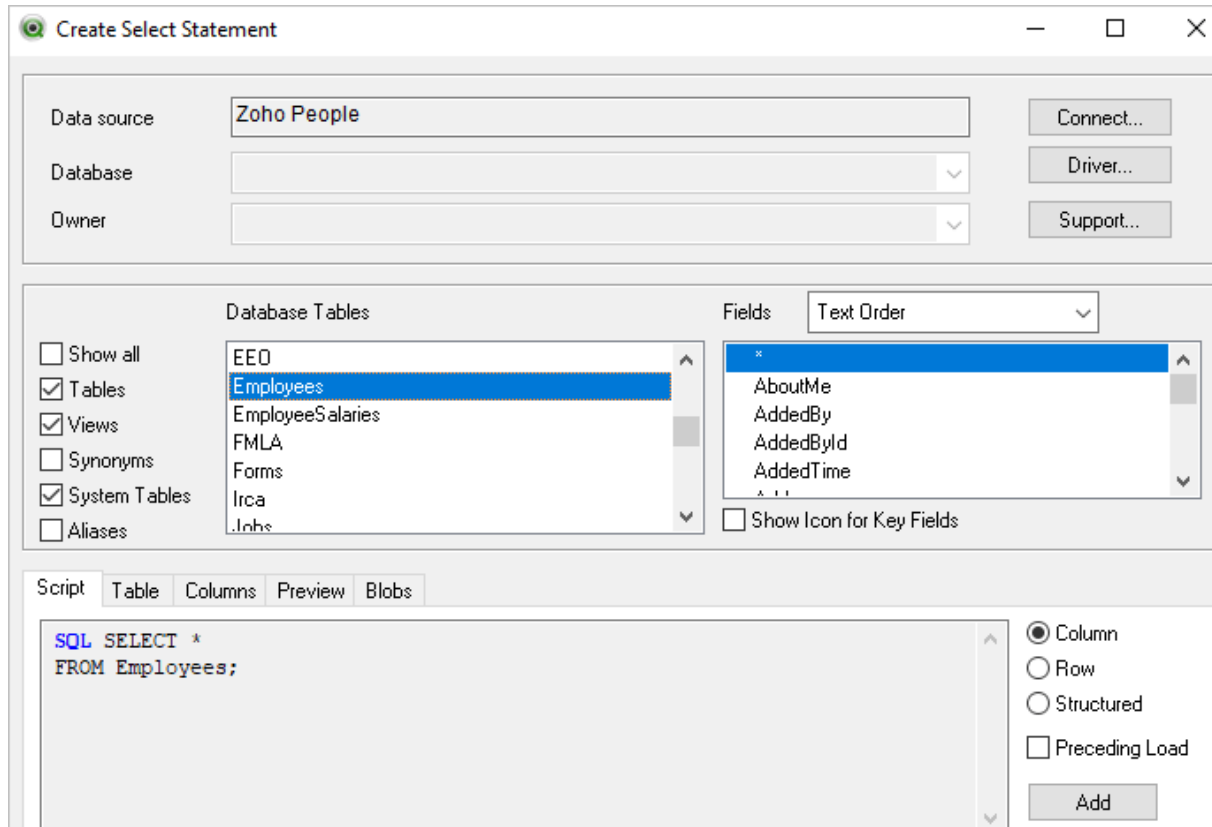 Create Select Statement
Data source
Zoho People
Connect...
Database
Driver...
Owner
Support...
Database Tables
Fields
Text Order
Show all
Tables
Views
Synonyms
System Tables
Aliases
EEO
Employees
EmployeeSalaries
FMLA
Forms
Irca
Jobs
*
AboutMe
AddedBy
AddedById
AddedTime
Show Icon for Key Fields
Script
Table
Columns
Preview
Blobs
SQL SELECT *
FROM Employees;
Column
Row
Structured
Preceding Load
Add